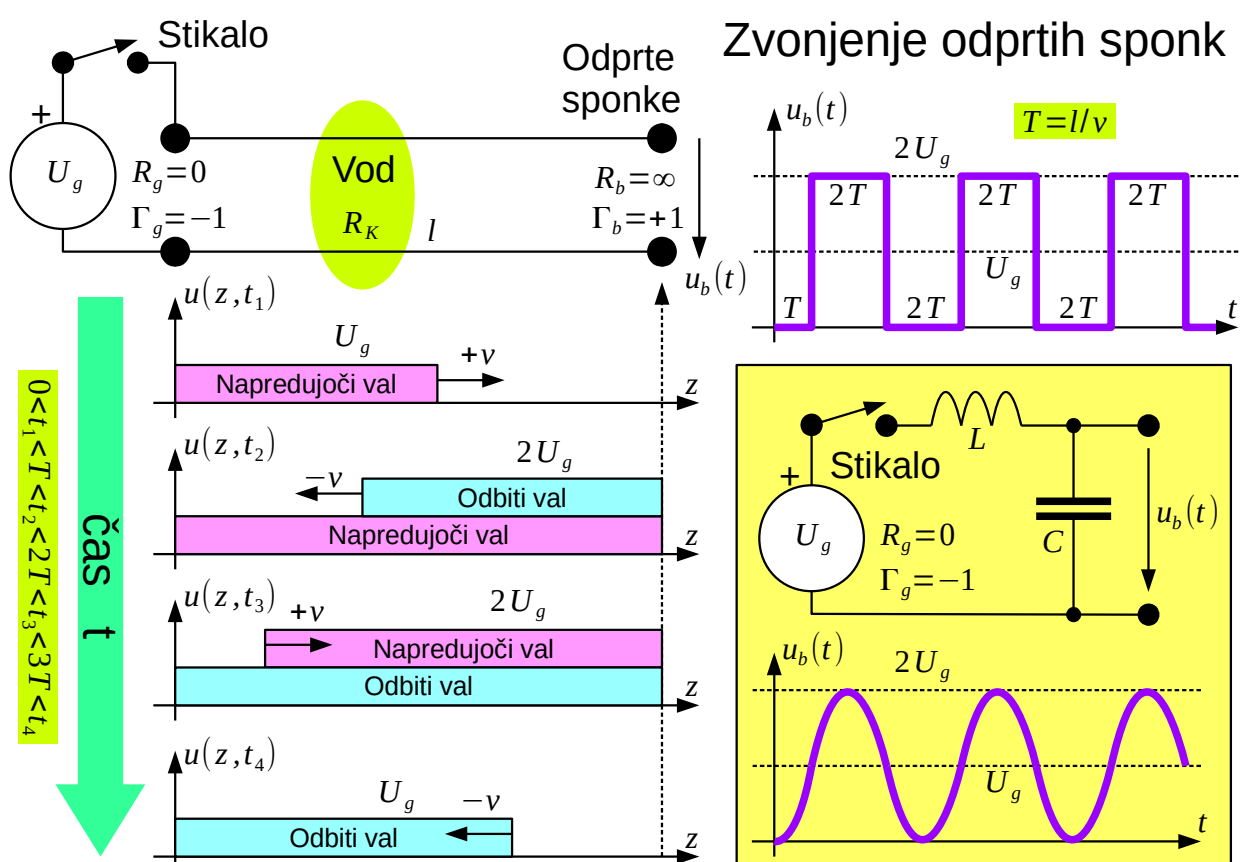 Zvonjenje odprtih sponk
Stikalo
Odprte
sponke
+
U_g
R_g=0
Γ_g=−1
Vod
R_K
l
R_b=∞
Γ_b=+1
u_b(t)
u_b(t)
T=l/v
2U_g
2T
2T
2T
U_g
T
2T
2T
t
čas t
0<t_1<T<t_2<2T<t_3<3T<t_4
u(z,t_1)
U_g
+v
Napredujoči val
z
u(z,t_2)
2U_g
−v
Odbiti val
Napredujoči val
z
u(z,t_3)
+v
2U_g
Napredujoči val
Odbiti val
z
u(z,t_4)
U_g
−v
Odbiti val
z
L
Stikalo
+
U_g
R_g=0
Γ_g=−1
C
u_b(t)
u_b(t)
2U_g
U_g
t